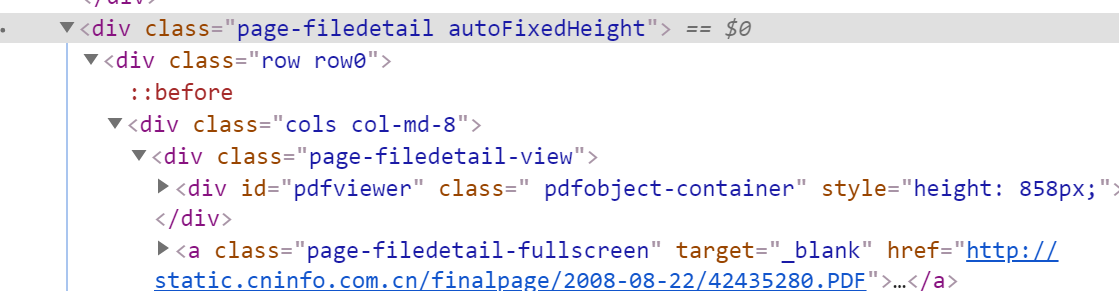 </div>
<div class="page-filedetail autoFixedHeight"> == $0
<div class="row row0">
::before
<div class="cols col-md-8">
<div class="page-filedetail-view">
<div id="pdfviewer" class=" pdfobject-container" style="height: 858px;">
</div>
<a class="page-filedetail-fullscreen" target="_blank" href="http://
static.cninfo.com.cn/finalpage/2008-08-22/42435280.PDF">…</a>